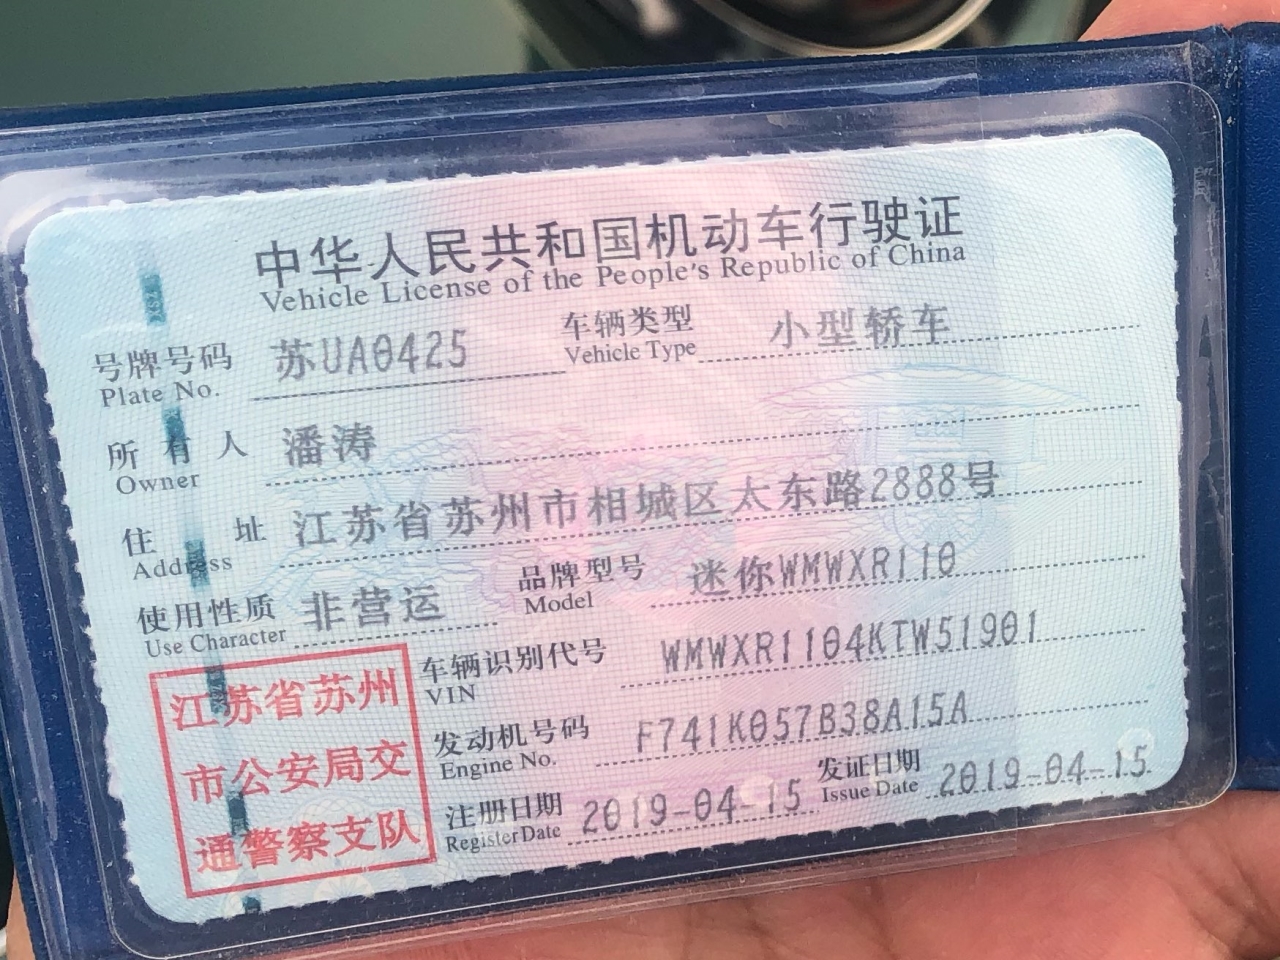 中华人民共和国机动车行驶证
Vehicle License of the People's Republic of China
号牌号码 苏UA0425 车辆类型 小型轿车
Plate No. Vehicle Type
所有人 潘涛
Owner
住址 江苏省苏州市相城区太东路2888号
Address
使用性质 非营运 品牌型号 迷你WMWXR110
Use Character Model
江苏省苏州
市公安局交
通警察支队
车辆识别代号 WMWXR1104KTW51901
VIN
发动机号码 F741K057B38A15A
Engine No.
注册日期 2019-04-15 发证日期 2019-04-15
Register Date Issue Date